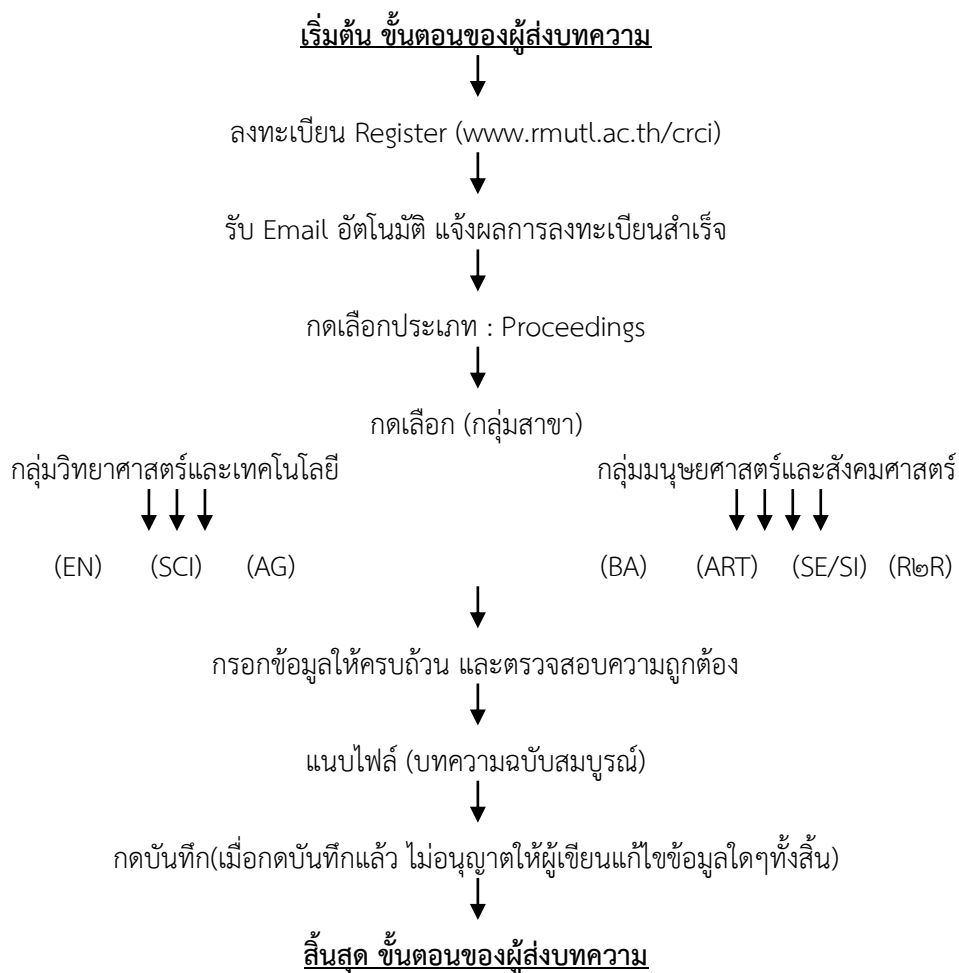 เริ่มต้น ขั้นตอนของผู้ส่งบทความ
ลงทะเบียน Register (www.rmutl.ac.th/crci)
รับ Email อัตโนมัติ แจ้งผลการลงทะเบียนสำเร็จ
กดเลือกประเภท : Proceedings
กดเลือก (กลุ่มสาขา)
กลุ่มวิทยาศาสตร์และเทคโนโลยี กลุ่มมนุษยศาสตร์และสังคมศาสตร์
(EN) (SCI) (AG) (BA) (ART) (SE/SI) (R๒R)
กรอกข้อมูลให้ครบถ้วน และตรวจสอบความถูกต้อง
แนบไฟล์ (บทความฉบับสมบูรณ์)
กดบันทึก(เมื่อกดบันทึกแล้ว ไม่อนุญาตให้ผู้เขียนแก้ไขข้อมูลใดๆทั้งสิ้น)
สิ้นสุด ขั้นตอนของผู้ส่งบทความ